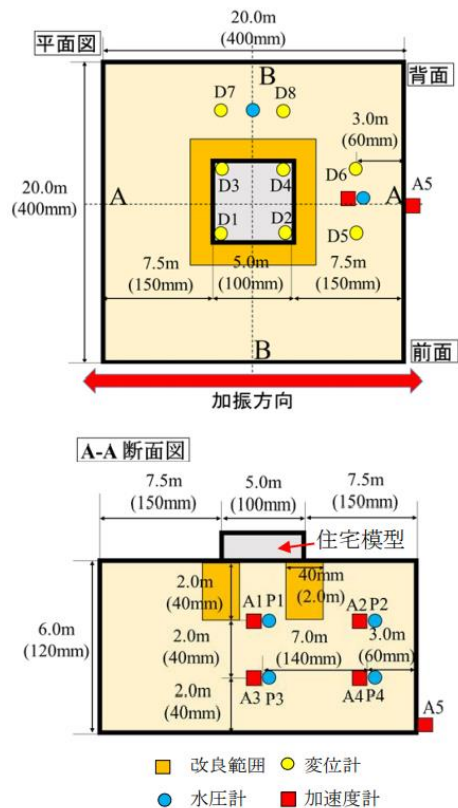 20.0m
(400mm)
平面図
背面
B
D7
D8
3.0m
(60mm)
D3
D4
D6
20.0m
(400mm)
A
A
A5
D1
D2
D5
7.5m
(150mm)
5.0m
(100mm)
7.5m
(150mm)
B
前面
加振方向
A-A 断面図
7.5m
(150mm)
5.0m
(100mm)
7.5m
(150mm)
住宅模型
2.0m
(40mm)
40mm
(2.0m)
A1 P1
A2 P2
6.0m
(120mm)
2.0m
(40mm)
7.0m
(140mm)
3.0m
(60mm)
A3 P3
A4 P4
2.0m
(40mm)
A5
改良範囲
変位計
水圧計
加速度計